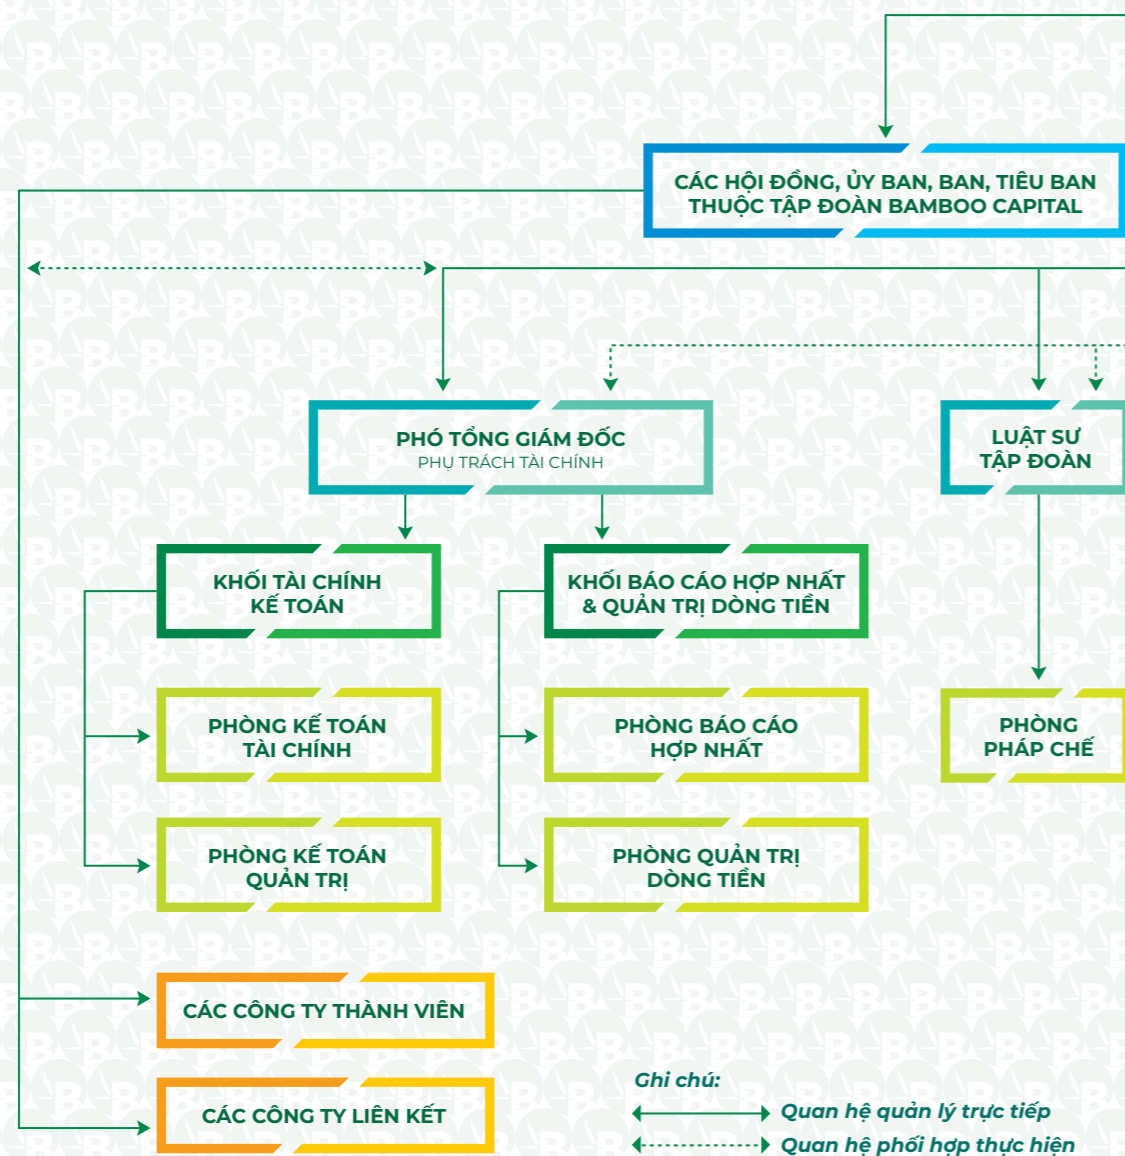 CÁC HỘI ĐỒNG, ỦY BAN, BAN, TIÊU BAN
THUỘC TẬP ĐOÀN BAMBOO CAPITAL
PHÓ TỔNG GIÁM ĐỐC
PHỤ TRÁCH TÀI CHÍNH
LUẬT SƯ
TẬP ĐOÀN
KHỐI TÀI CHÍNH
KẾ TOÁN
KHỐI BÁO CÁO HỢP NHẤT
& QUẢN TRỊ DÒNG TIỀN
PHÒNG KẾ TOÁN
TÀI CHÍNH
PHÒNG BÁO CÁO
HỢP NHẤT
PHÒNG
PHÁP CHẾ
PHÒNG KẾ TOÁN
QUẢN TRỊ
PHÒNG QUẢN TRỊ
DÒNG TIỀN
CÁC CÔNG TY THÀNH VIÊN
CÁC CÔNG TY LIÊN KẾT
Ghi chú:
Quan hệ quản lý trực tiếp
Quan hệ phối hợp thực hiện